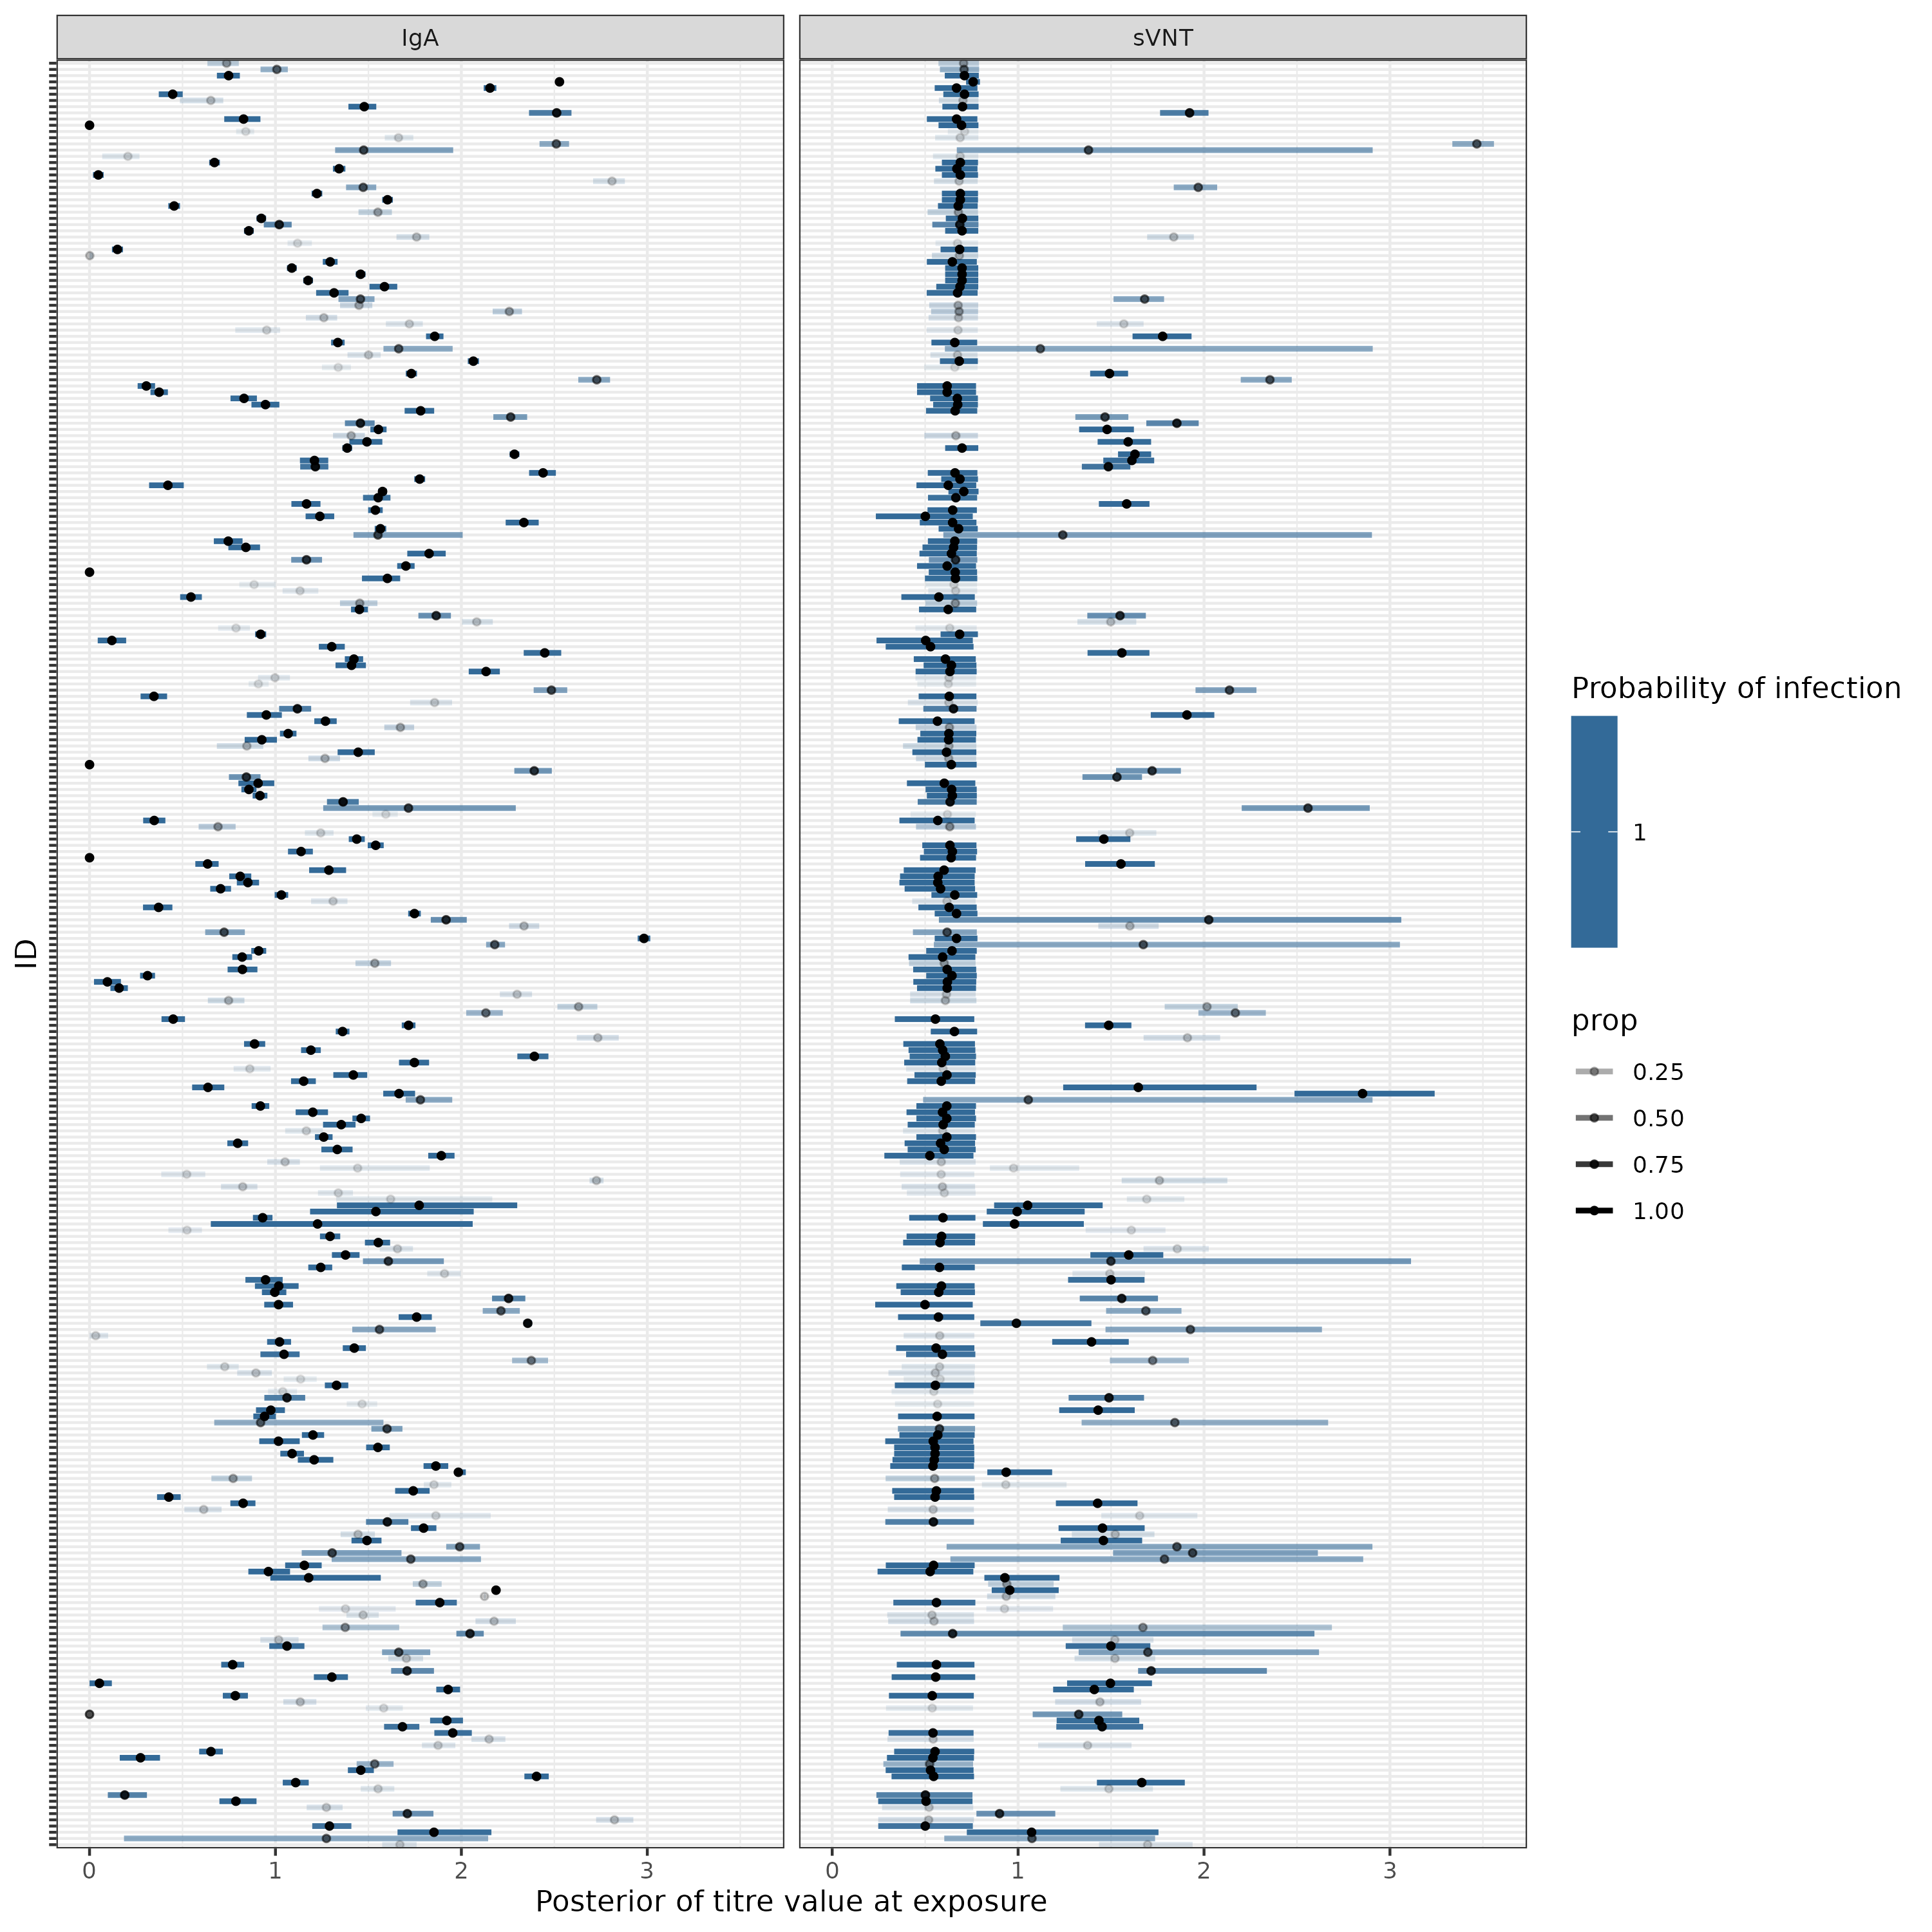 IgA
sVNT
ID
0 1 2 3
0 1 2 3
Posterior of titre value at exposure
Probability of infection
1
prop
0.25
0.50
0.75
1.00